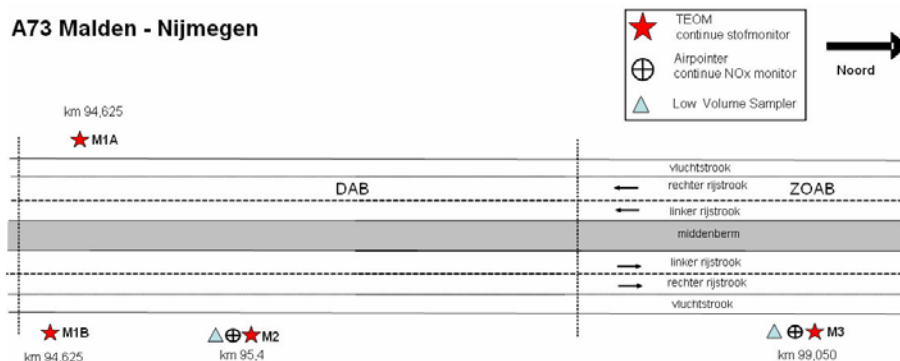 A73 Malden - Nijmegen
TEOM
continue stofmonitor
Airpointer
continue NOx monitor
Low Volume Sampler
Noord
km 94,625
M1A
vluchtstrook
DAB
rechter rijstrook
ZOAB
linker rijstrook
middenberm
linker rijstrook
rechter rijstrook
vluchtstrook
M1B
M2
M3
km 94,625
km 95,4
km 99,050